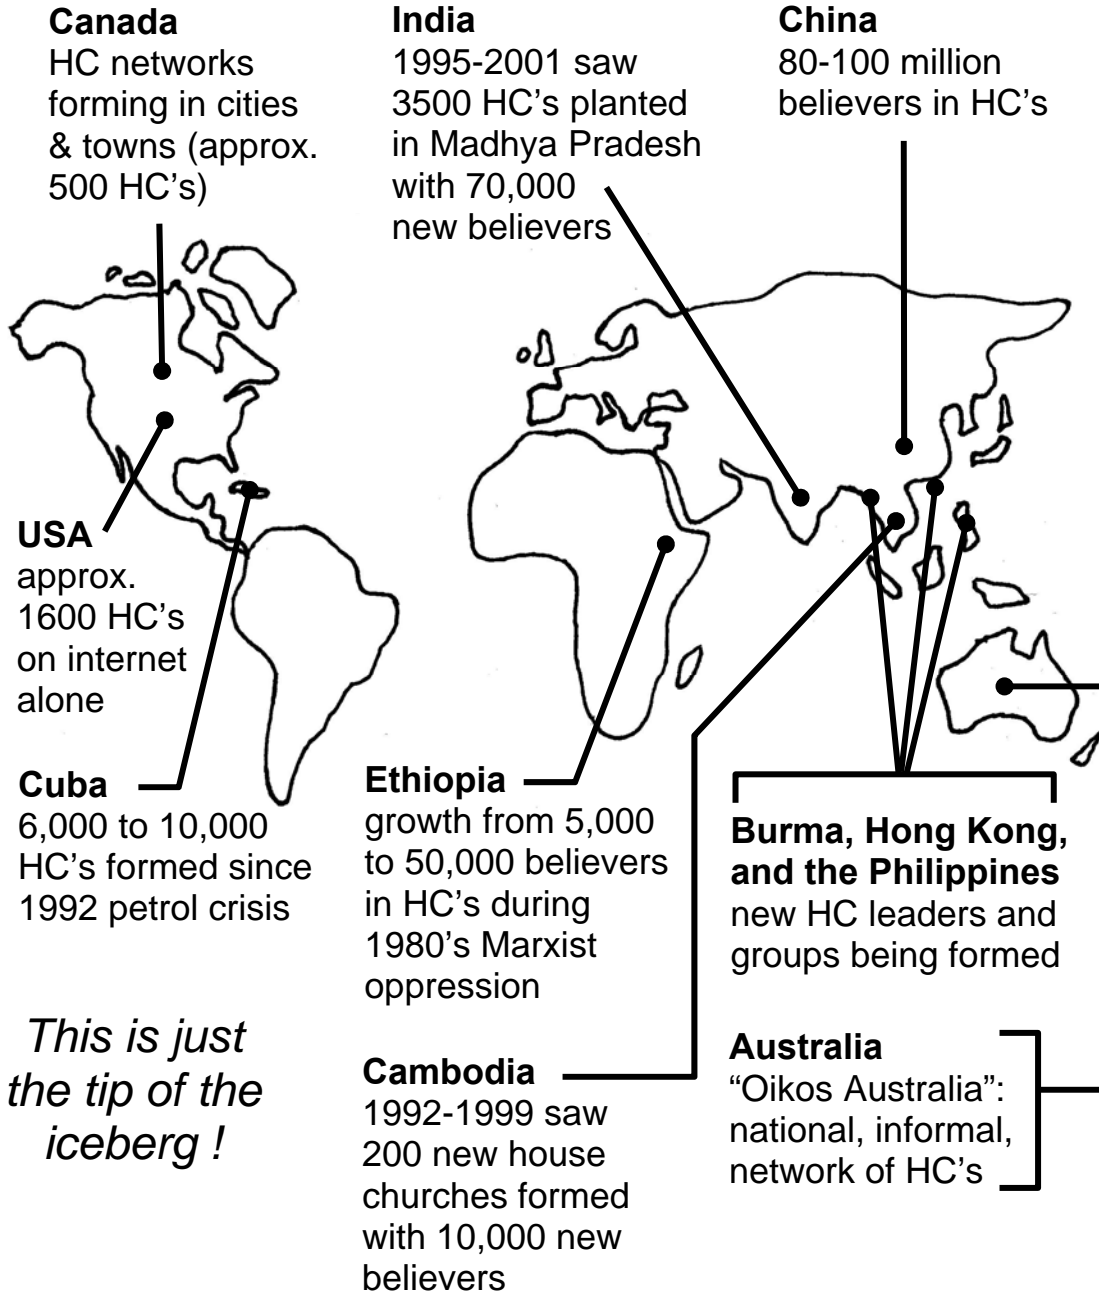 Canada
HC networks
forming in cities
& towns (approx.
500 HC's)
India
1995-2001 saw
3500 HC's planted
in Madhya Pradesh
with 70,000
new believers
China
80-100 million
believers in HC's
USA
approx.
1600 HC's
on internet
alone
Cuba
6,000 to 10,000
HC's formed since
1992 petrol crisis
Ethiopia
growth from 5,000
to 50,000 believers
in HC's during
1980's Marxist
oppression
Burma, Hong Kong,
and the Philippines
new HC leaders and
groups being formed
This is just
the tip of the
iceberg !
Cambodia
1992-1999 saw
200 new house
churches formed
with 10,000 new
believers
Australia
“Oikos Australia”:
national, informal,
network of HC's